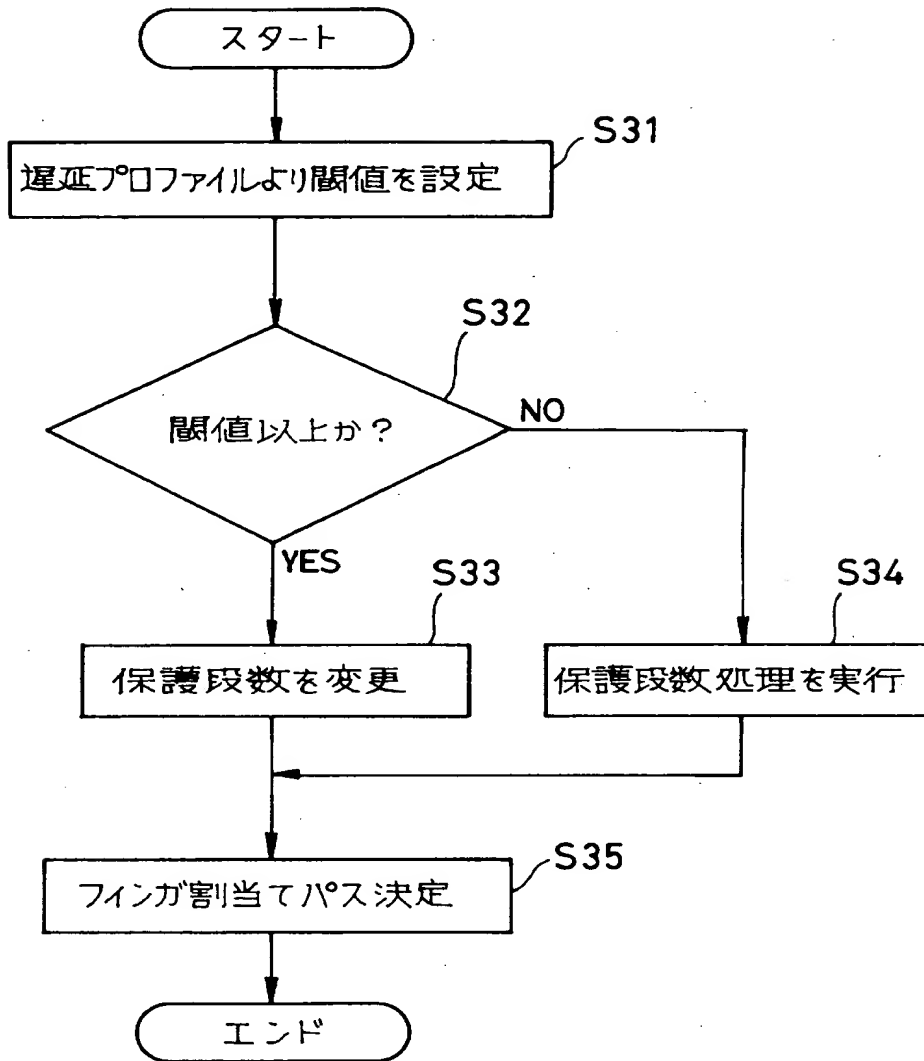 スタート
S31
遅延プロファイルより閾値を設定
S32
閾値以上か?
NO
YES
S33
S34
保護段数を変更
保護段数処理を実行
S35
フィンガ割当てパス決定
エンド